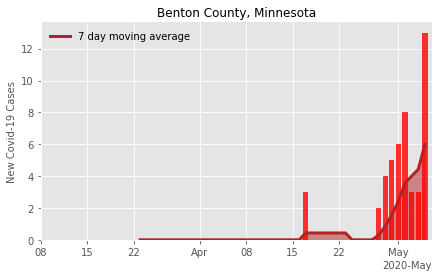 Benton County, Minnesota
7 day moving average
New Covid-19 Cases
12
10
8
6
4
2
0
08 15 22 Apr 08 15 22 May
2020-May